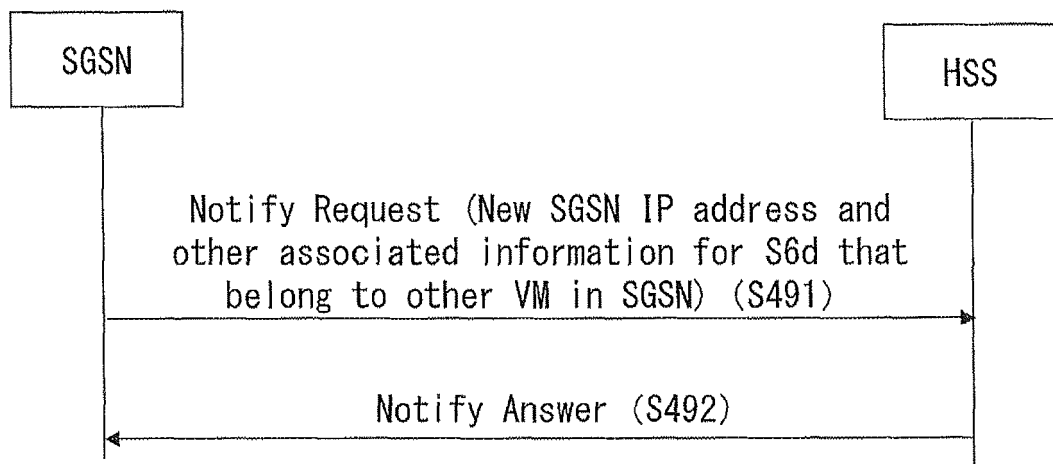 SGSN
HSS
Notify Request (New SGSN IP address and
other associated information for S6d that
belong to other VM in SGSN) (S491)
Notify Answer (S492)